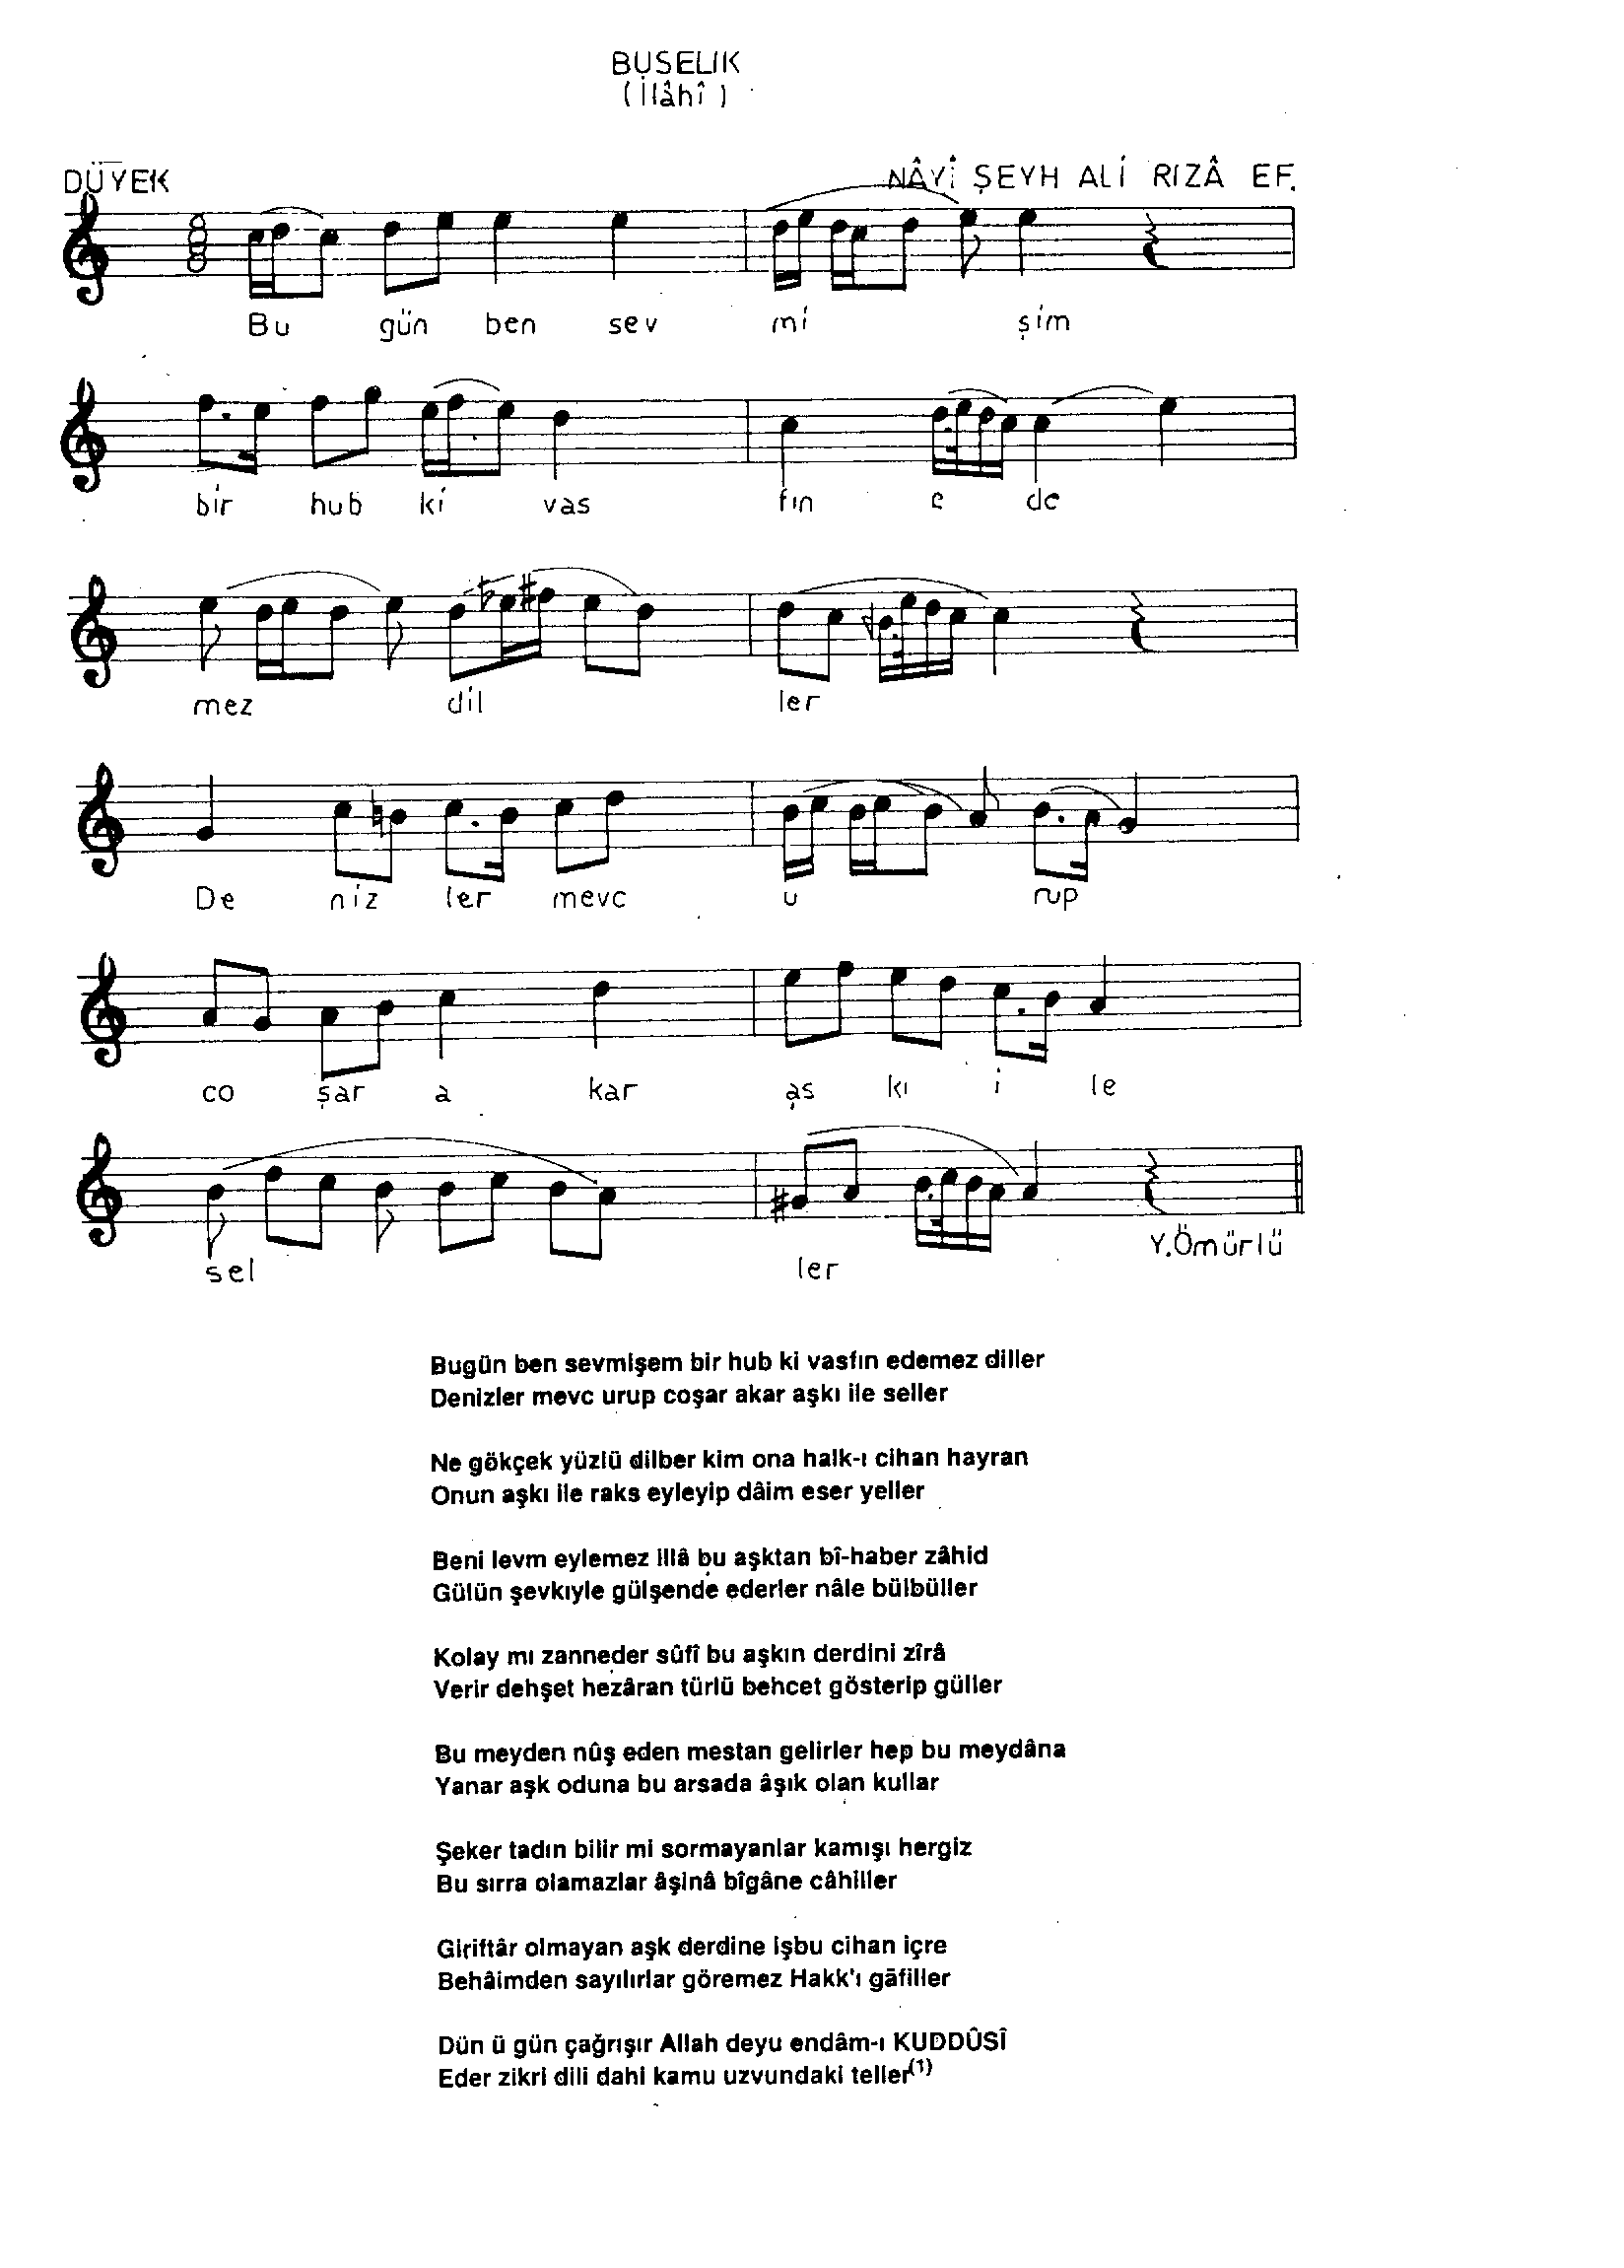 BUSELİK
(İlâhî)
DÜYEK
NÂYİ ŞEYH ALİ RIZÂ EF.
8
8
Bu gün ben sev mi şim
bir hub ki vas fın e de
mez dil ler
De niz ler mevc u rup
co şar a kar aş kı i le
sel ler
Y.Ömürlü
Bugün ben sevmişem bir hub ki vasfın edemez diller
Denizler mevc urup coşar akar aşkı ile seller
Ne gökçek yüzlü dilber kim ona halk-ı cihan hayran
Onun aşkı ile raks eyleyip dâim eser yeller
Beni levm eylemez illâ bu aşktan bî-haber zâhid
Gülün şevkıyle gülşende ederler nâle bülbüller
Kolay mı zanneder sûfî bu aşkın derdini zîrâ
Verir dehşet hezâran türlü behcet gösterip güller
Bu meyden nûş eden mestan gelirler hep bu meydâna
Yanar aşk oduna bu arsada âşık olan kullar
Şeker tadın bilir mi sormayanlar kamışı hergiz
Bu sırra olamazlar âşinâ bîgâne câhiller
Giriftâr olmayan aşk derdine işbu cihan içre
Behâimden sayılırlar göremez Hakk'ı gâfiller
Dün ü gün çağrışır Allah deyu endâm-ı KUDDÛSÎ
Eder zikri dili dahi kamu uzvundaki teller(1)